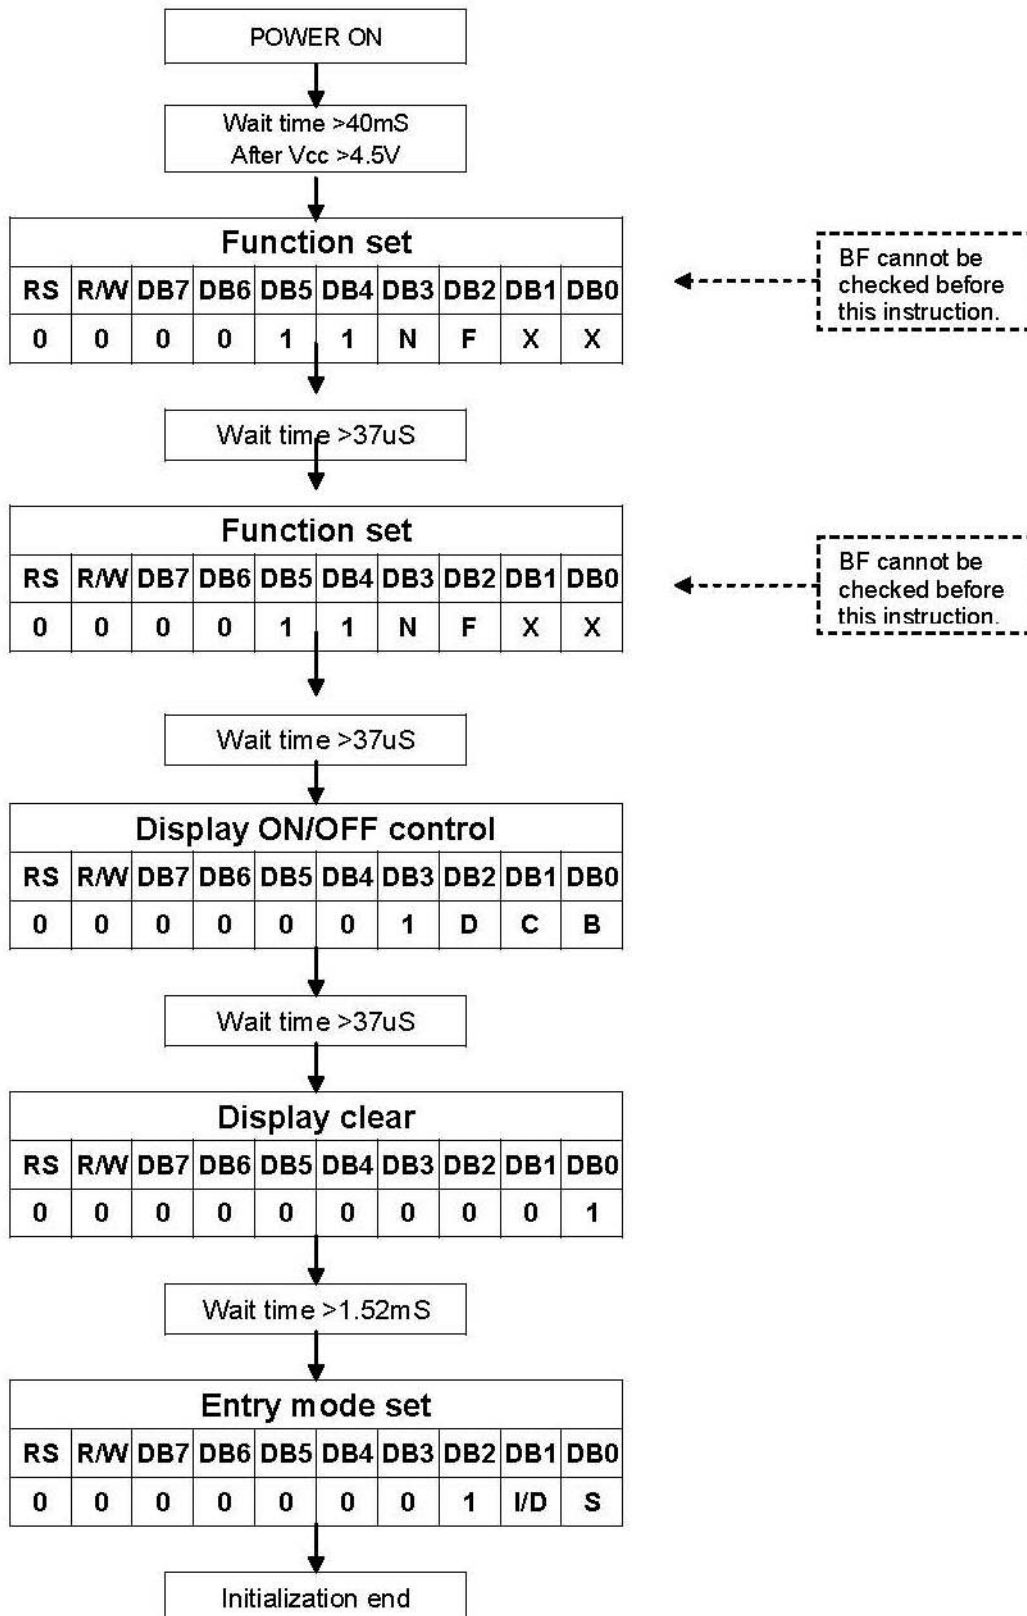 POWER ON
Wait time >40mS
After Vcc >4.5V
Function set
RS R/W DB7 DB6 DB5 DB4 DB3 DB2 DB1 DB0
0 0 0 0 1 1 N F X X
BF cannot be
checked before
this instruction.
Wait time >37uS
Function set
RS R/W DB7 DB6 DB5 DB4 DB3 DB2 DB1 DB0
0 0 0 0 1 1 N F X X
BF cannot be
checked before
this instruction.
Wait time >37uS
Display ON/OFF control
RS R/W DB7 DB6 DB5 DB4 DB3 DB2 DB1 DB0
0 0 0 0 0 0 1 D C B
Wait time >37uS
Display clear
RS R/W DB7 DB6 DB5 DB4 DB3 DB2 DB1 DB0
0 0 0 0 0 0 0 0 0 1
Wait time >1.52mS
Entry mode set
RS R/W DB7 DB6 DB5 DB4 DB3 DB2 DB1 DB0
0 0 0 0 0 0 0 1 I/D S
Initialization end